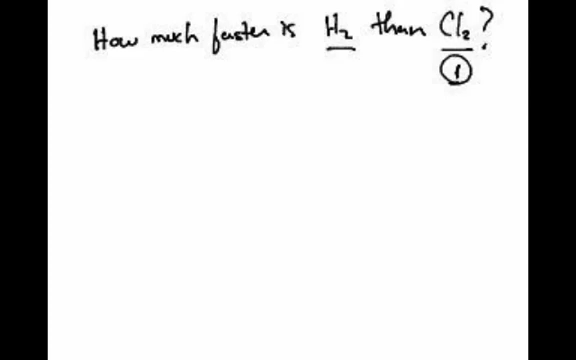 How much faster is H₂ than Cl₂?
①